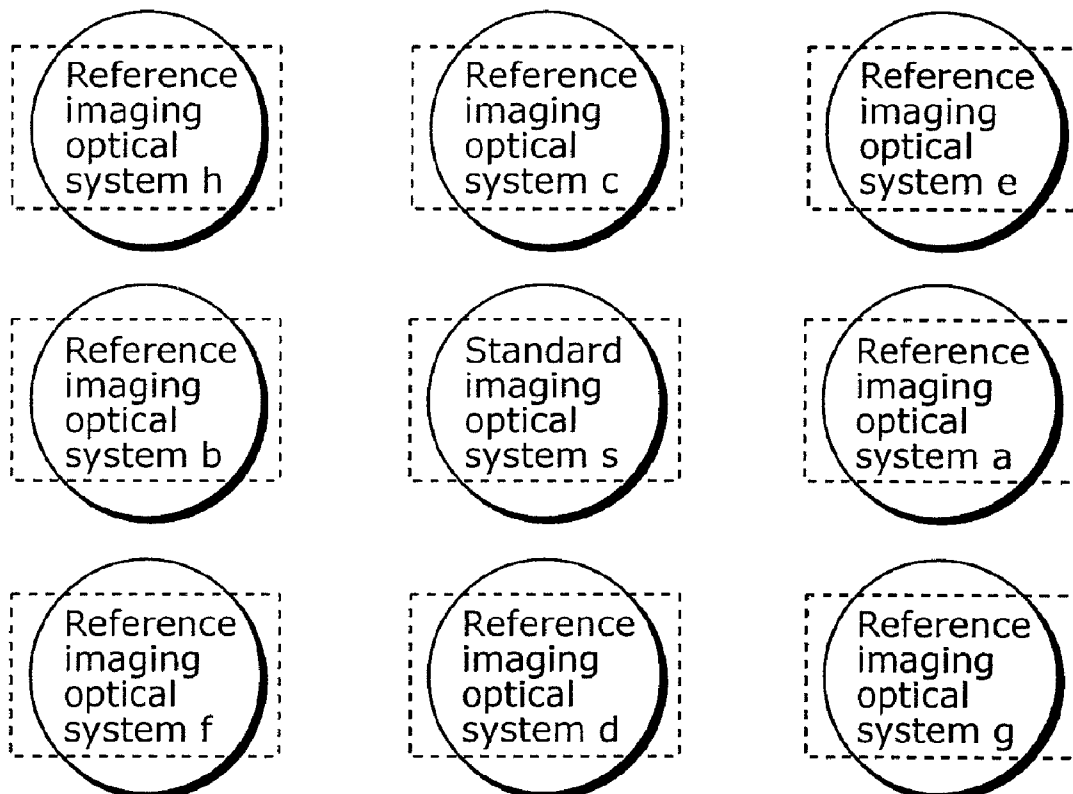 Reference
imaging
optical
system h
Reference
imaging
optical
system c
Reference
imaging
optical
system e
Reference
imaging
optical
system b
Standard
imaging
optical
system s
Reference
imaging
optical
system a
Reference
imaging
optical
system f
Reference
imaging
optical
system d
Reference
imaging
optical
system g